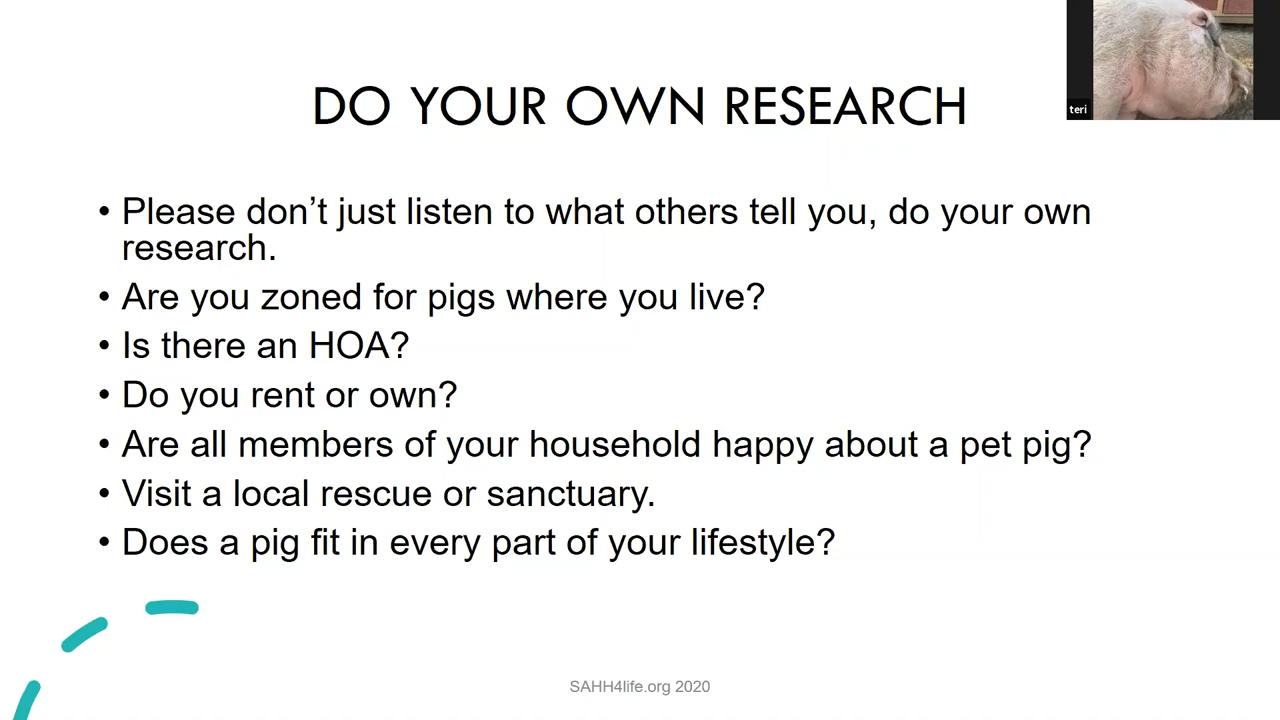 teri
DO YOUR OWN RESEARCH
• Please don’t just listen to what others tell you, do your own
research.
• Are you zoned for pigs where you live?
• Is there an HOA?
• Do you rent or own?
• Are all members of your household happy about a pet pig?
• Visit a local rescue or sanctuary.
• Does a pig fit in every part of your lifestyle?
SAHH4life.org 2020